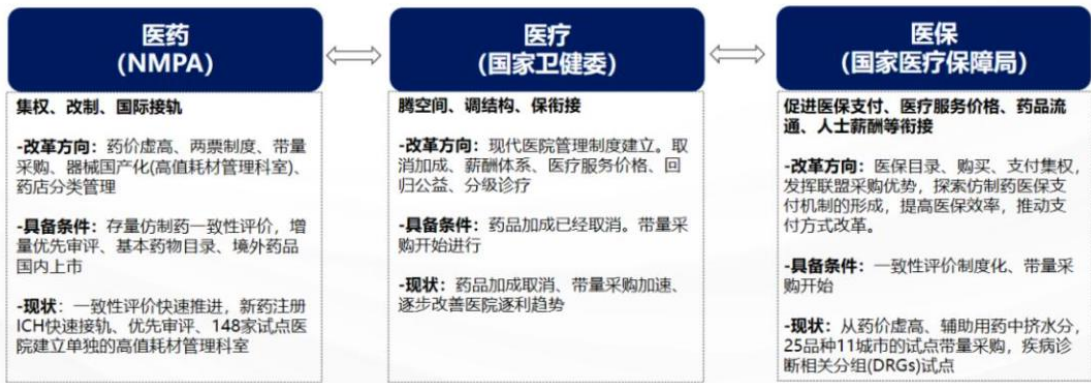 医药
(NMPA)
集权、改制、国际接轨
-改革方向：药价虚高、两票制度、带量
采购、器械国产化(高值耗材管理科室)、
药店分类管理
-具备条件：存量仿制药一致性评价，增
量优先审评、基本药物目录、境外药品
国内上市
-现状：一致性评价快速推进，新药注册
ICH快速接轨、优先审评、148家试点医
院建立单独的高值耗材管理科室
医疗
(国家卫健委)
腾空间、调结构、保衔接
-改革方向：现代医院管理制度建立。取
消加成、薪酬体系、医疗服务价格、回
归公益、分级诊疗
-具备条件：药品加成已经取消。带量采
购开始进行
-现状：药品加成取消、带量采购加速、
逐步改善医院逐利趋势
医保
(国家医疗保障局)
促进医保支付、医疗服务价格、药品流
通、人士薪酬等衔接
-改革方向：医保目录、购买、支付集权，
发挥联盟采购优势，探索仿制药医保支
付机制的形成，提高医保效率，推动支
付方式改革。
-具备条件：一致性评价制度化、带量采
购开始
-现状：从药价虚高、辅助用药中挤水分，
25品种11城市的试点带量采购，疾病诊
断相关分组(DRGs)试点